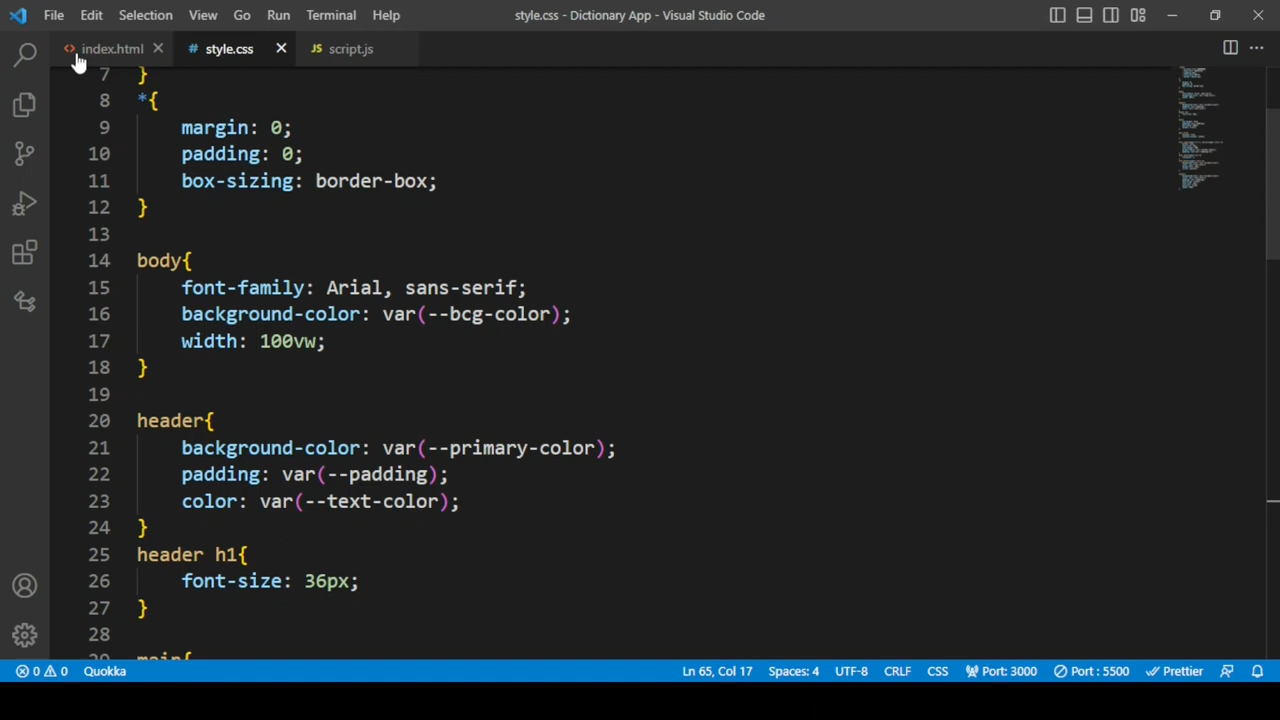 File Edit Selection View Go Run Terminal Help style.css - Dictionary App - Visual Studio Code
<> index.html # style.css JS script.js
7 }
8 *{
9 margin: 0;
10 padding: 0;
11 box-sizing: border-box;
12 }
13
14 body{
15 font-family: Arial, sans-serif;
16 background-color: var(--bcg-color);
17 width: 100vw;
18 }
19
20 header{
21 background-color: var(--primary-color);
22 padding: var(--padding);
23 color: var(--text-color);
24 }
25 header h1{
26 font-size: 36px;
27 }
28
29 main{
0 0 Quokka Ln 65, Col 17 Spaces: 4 UTF-8 CRLF CSS Port: 3000 Port : 5500 Prettier